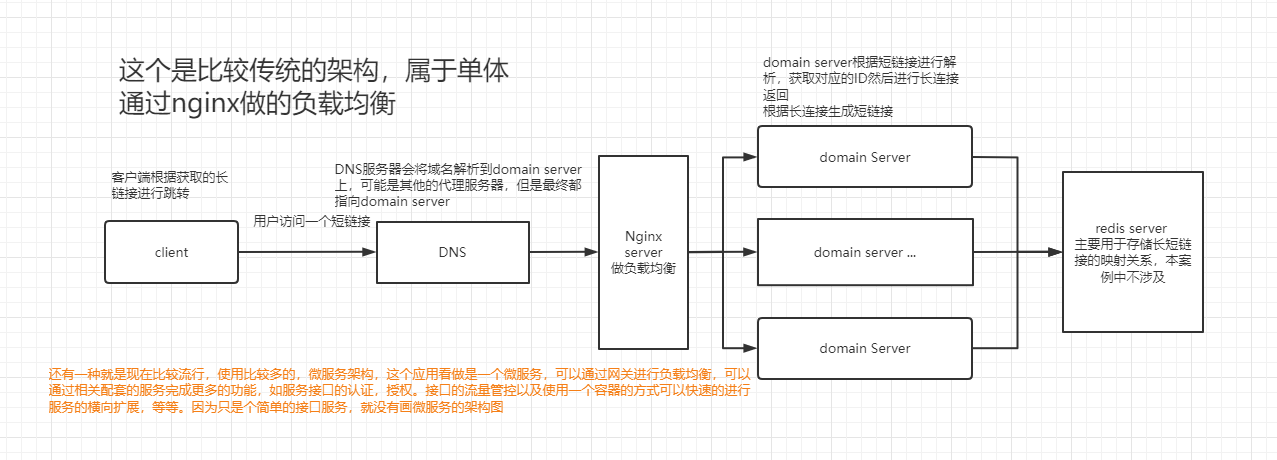 这个是比较传统的架构，属于单体
通过nginx做的负载均衡
domain server根据短链接进行解
析，获取对应的ID然后进行长连接
返回
根据长连接生成短链接
客户端根据获取的长
链接进行跳转
DNS服务器会将域名解析到domain server
上，可能是其他的代理服务器，但是最终都
指向domain server
用户访问一个短链接
client
DNS
Nginx
server
做负载均衡
domain Server
domain server ...
domain Server
redis server
主要用于存储长短链
接的映射关系，本案
例中不涉及
还有一种就是现在比较流行，使用比较多的，微服务架构，这个应用看做是一个微服务，可以通过网关进行负载均衡，可以
通过相关配套的服务完成更多的功能，如服务接口的认证，授权。接口的流量管控以及使用一个容器的方式可以快速的进行
服务的横向扩展，等等。因为只是个简单的接口服务，就没有画微服务的架构图